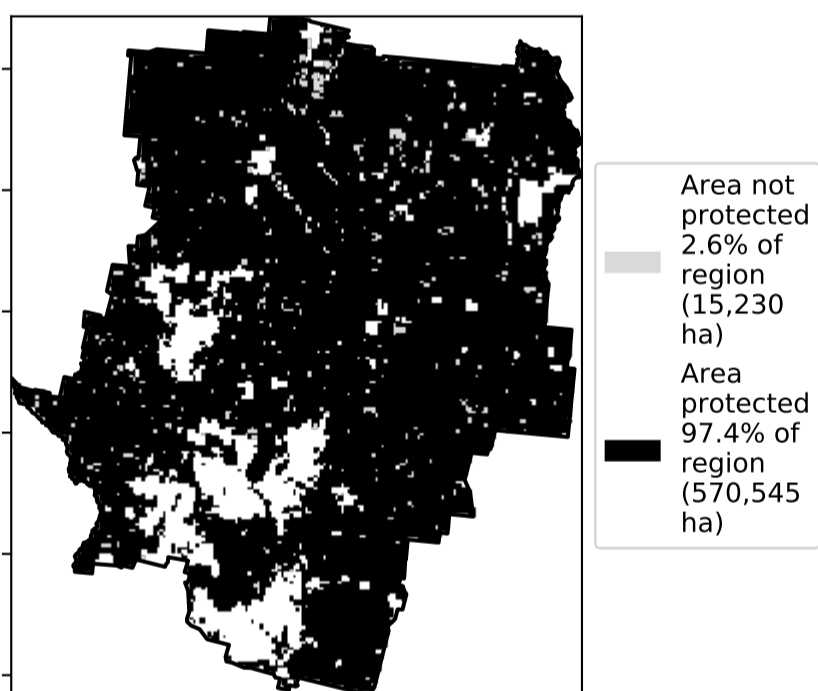 Area not
protected
2.6% of
region
(15,230
ha)
Area
protected
97.4% of
region
(570,545
ha)